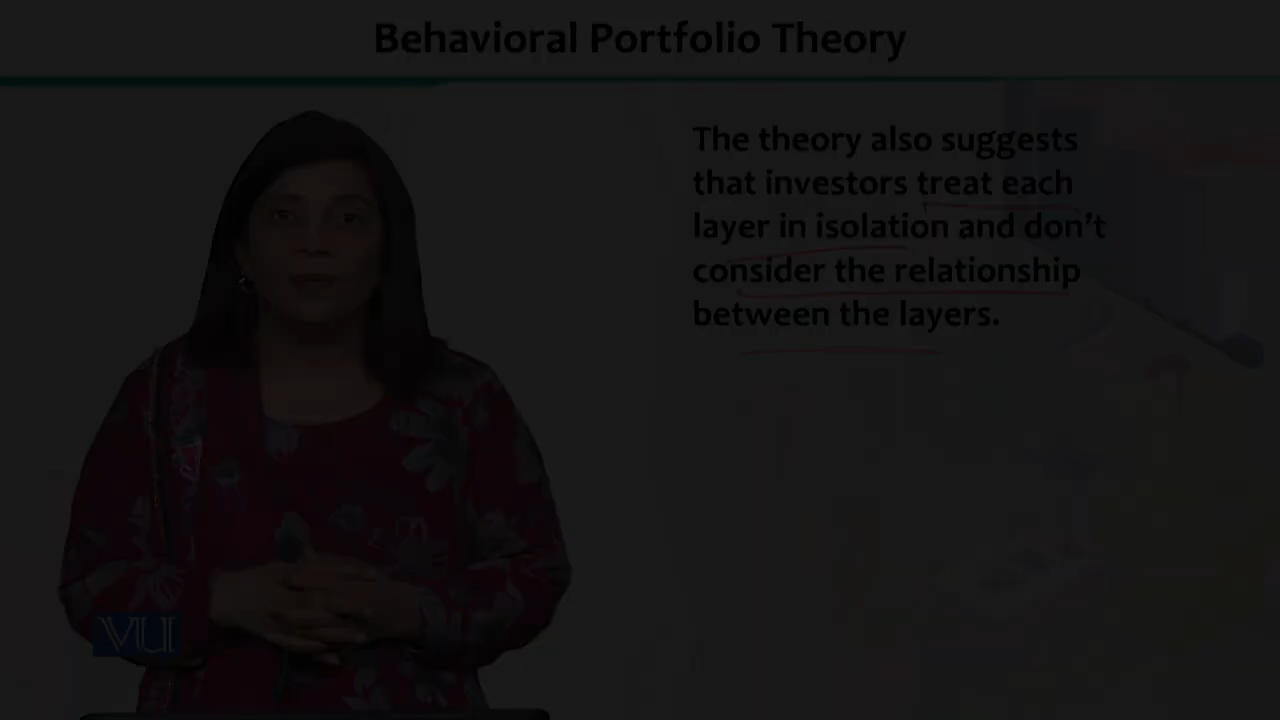 Behavioral Portfolio Theory
The theory also suggests
that investors treat each
layer in isolation and don't
consider the relationship
between the layers.
VU